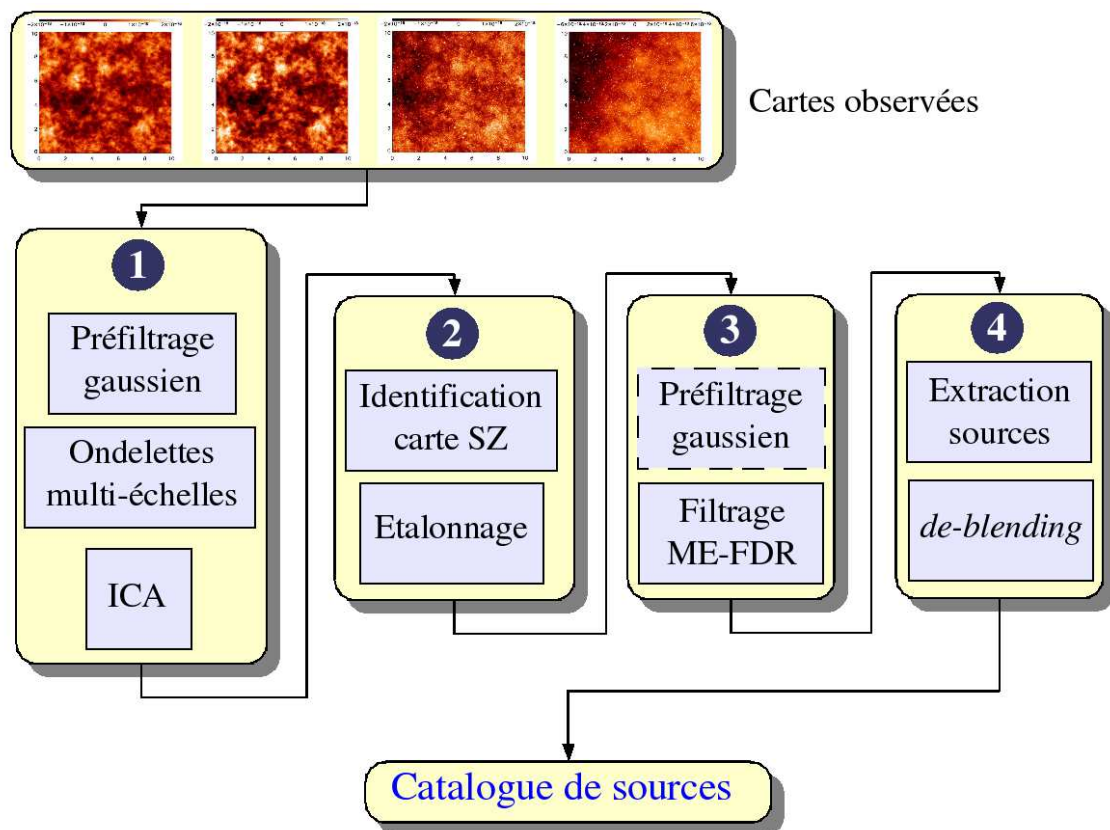 Cartes observées
1
Préfiltrage
gaussien
Ondelettes
multi-échelles
ICA
2
Identification
carte SZ
Etalonnage
3
Préfiltrage
gaussien
Filtrage
ME-FDR
4
Extraction
sources
de-blending
Catalogue de sources